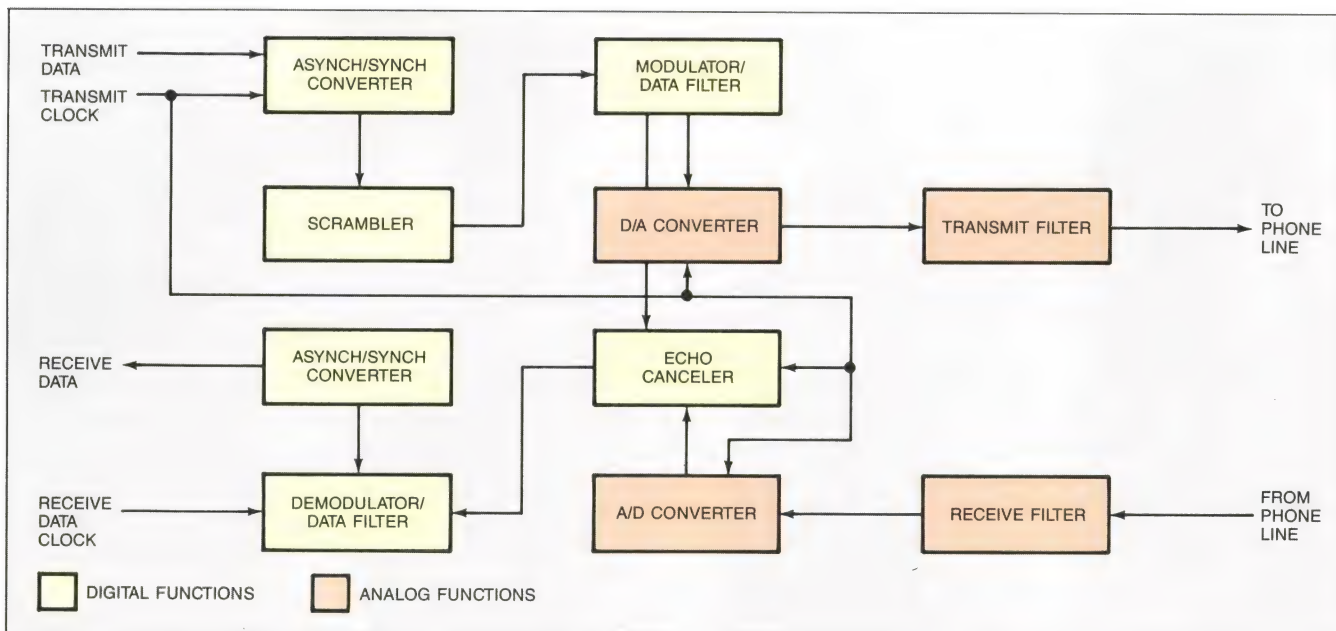 TRANSMIT
DATA
TRANSMIT
CLOCK
ASYNCH/SYNCH
CONVERTER
MODULATOR/
DATA FILTER
SCRAMBLER
D/A CONVERTER
TRANSMIT FILTER
TO
PHONE
LINE
RECEIVE
DATA
ASYNCH/SYNCH
CONVERTER
ECHO
CANCELER
RECEIVE
DATA
CLOCK
DEMODULATOR/
DATA FILTER
A/D CONVERTER
RECEIVE FILTER
FROM
PHONE
LINE
DIGITAL FUNCTIONS
ANALOG FUNCTIONS